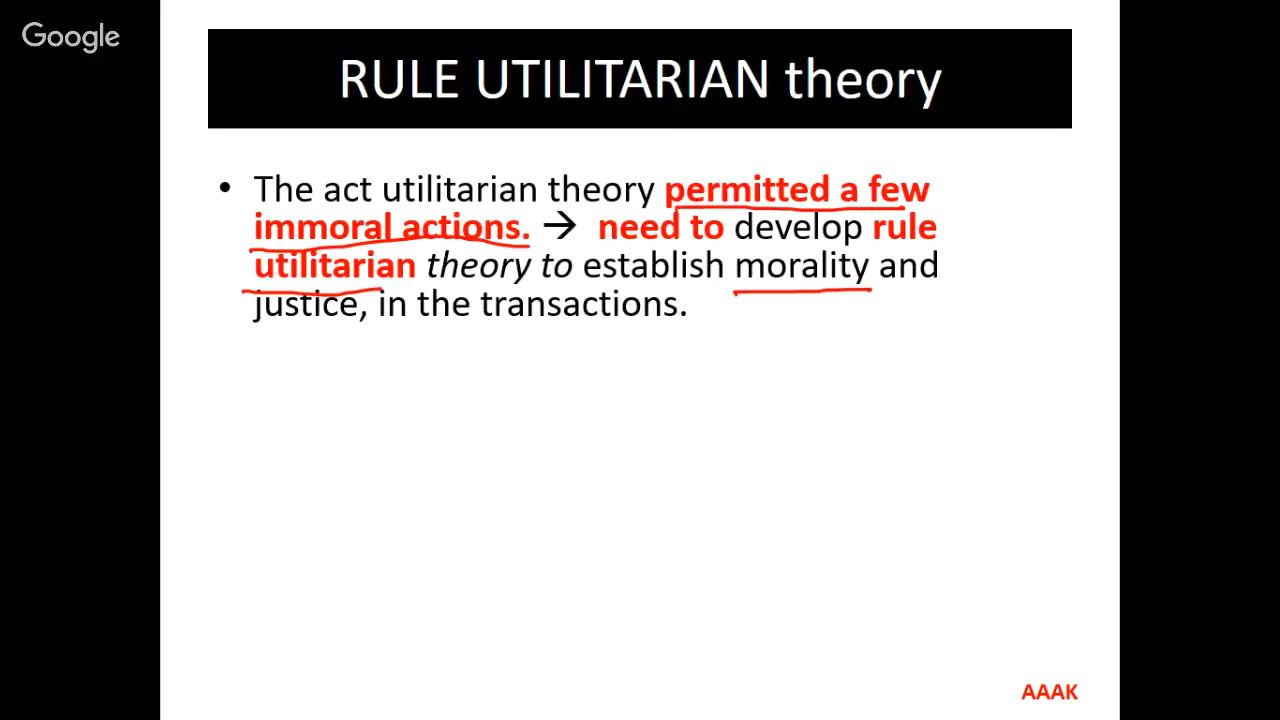 Google
RULE UTILITARIAN theory
• The act utilitarian theory permitted a few
immoral actions. → need to develop rule
utilitarian theory to establish morality and
justice, in the transactions.
AAAK